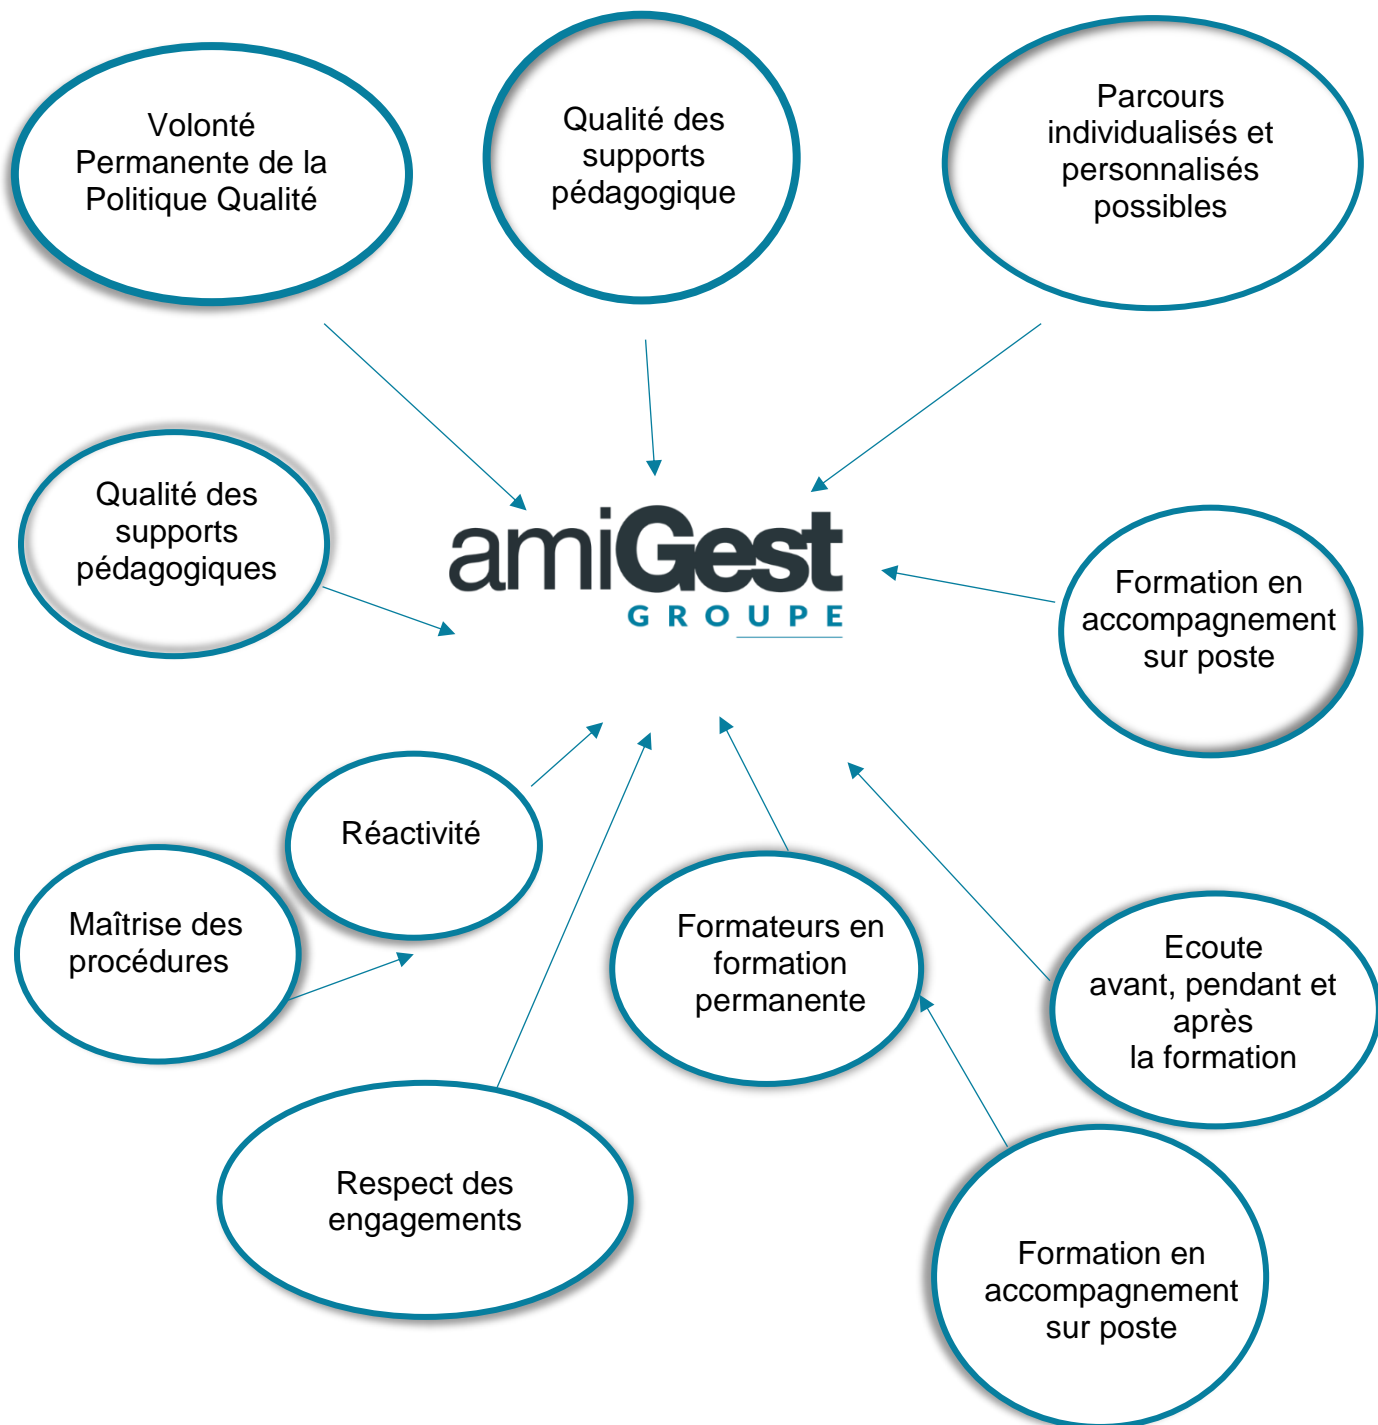 Volonté
Permanente de la
Politique Qualité
Qualité des
supports
pédagogique
Parcours
individualisés et
personnalisés
possibles
Qualité des
supports
pédagogiques
amiGest
GROUPE
Formation en
accompagnement
sur poste
Réactivité
Maîtrise des
procédures
Formateurs en
formation
permanente
Ecoute
avant, pendant et
après
la formation
Respect des
engagements
Formation en
accompagnement
sur poste